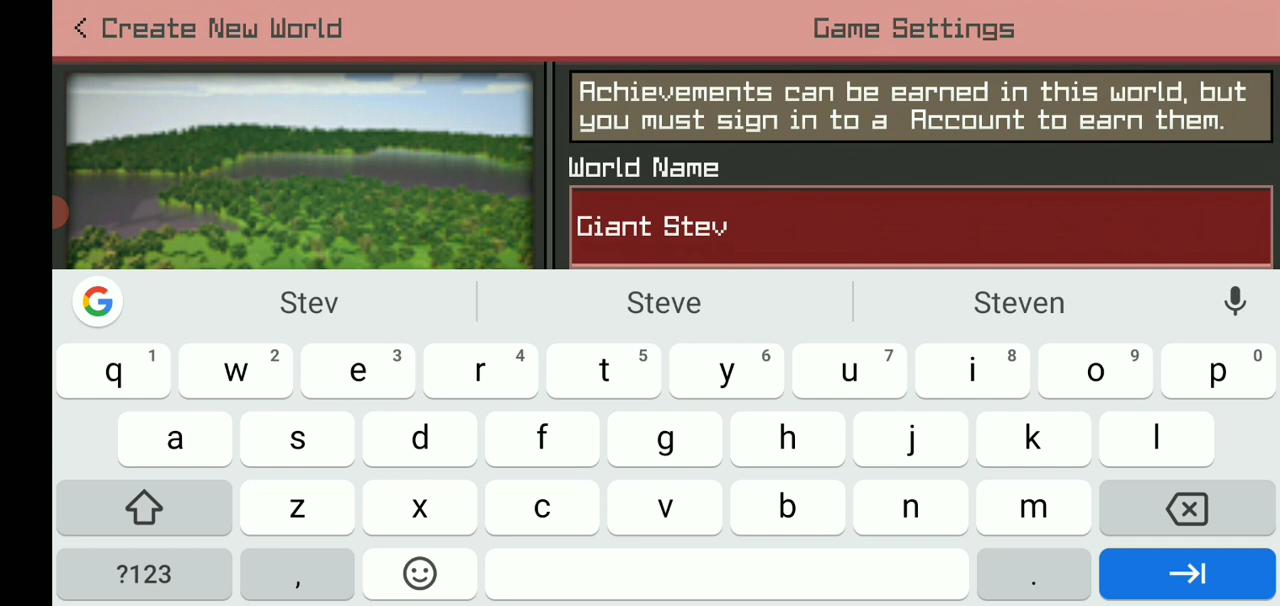 < Create New World
Game Settings
Achievements can be earned in this world, but
you must sign in to a  Account to earn them.
World Name
Giant Stev
Stev Steve Steven
q 1 w 2 e 3 r 4 t 5 y 6 u 7 i 8 o 9 p 0
a s d f g h j k l
z x c v b n m
?123 , .